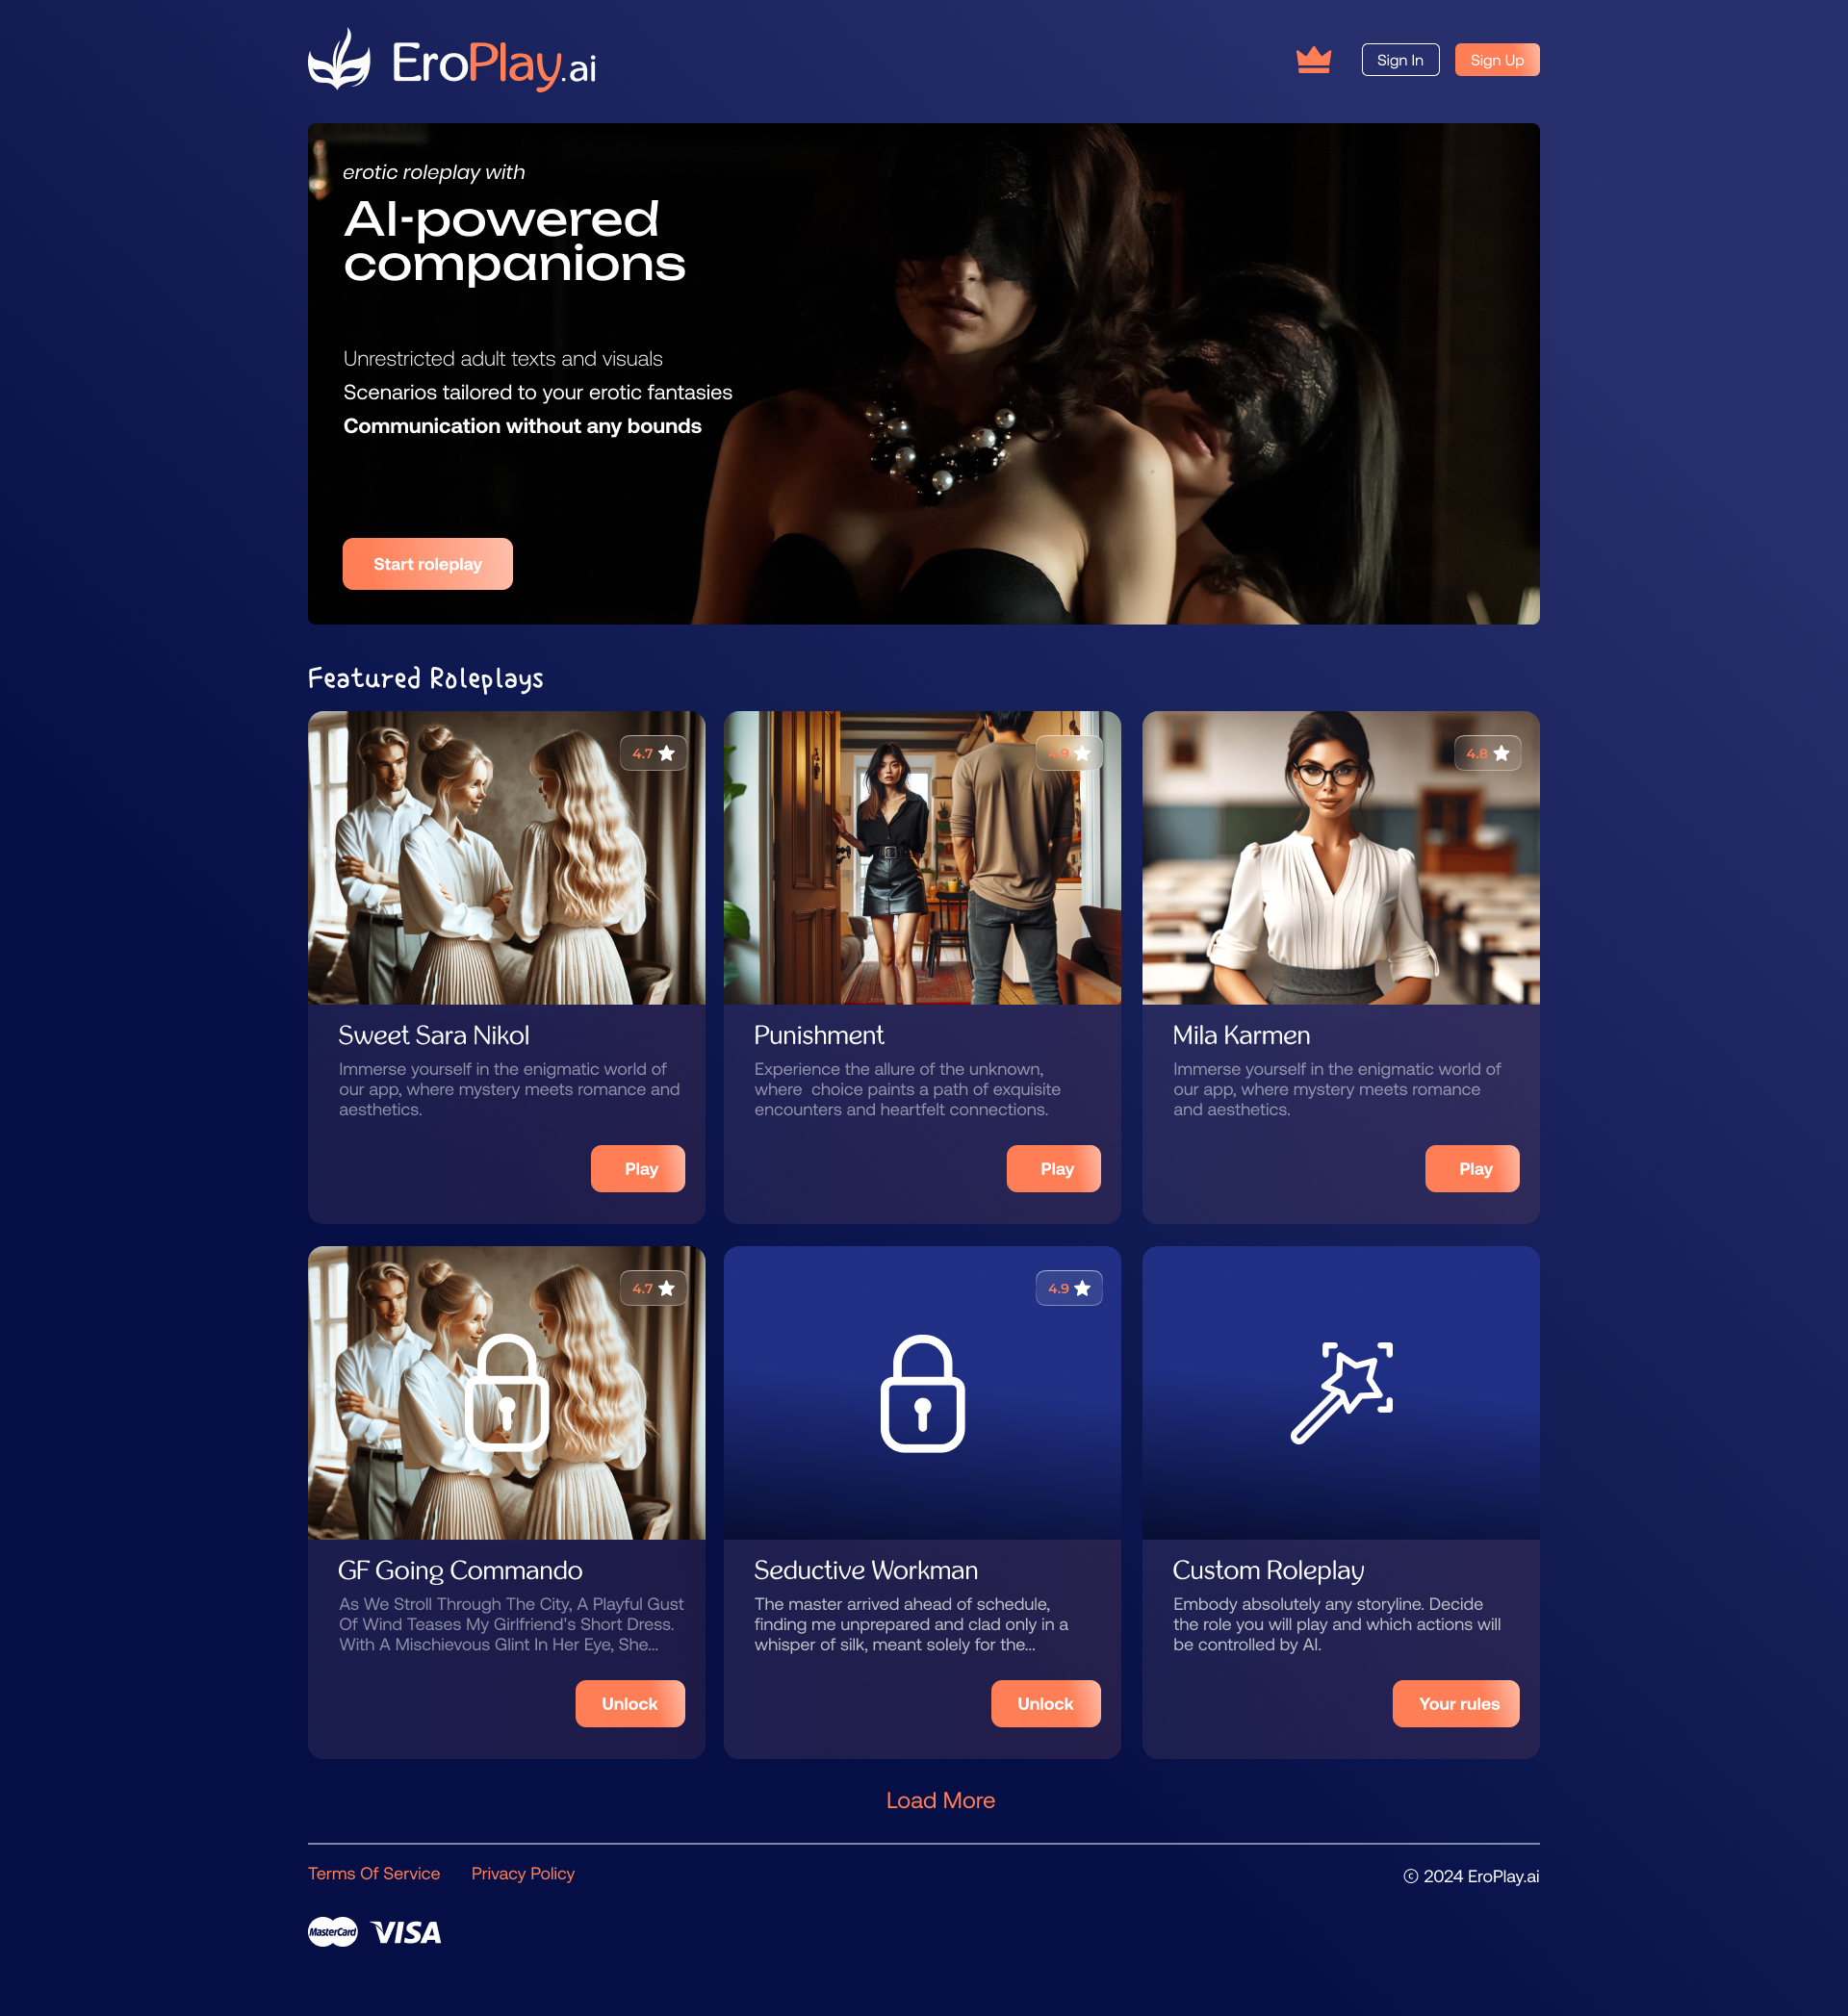 EroPlay.ai
Sign In
Sign Up
erotic roleplay with
AI-powered
companions
Unrestricted adult texts and visuals
Scenarios tailored to your erotic fantasies
Communication without any bounds
Start roleplay
Featured Roleplays
4.7
4.9
4.8
Sweet Sara Nikol
Immerse yourself in the enigmatic world of
our app, where mystery meets romance and
aesthetics.
Play
Punishment
Experience the allure of the unknown,
where choice paints a path of exquisite
encounters and heartfelt connections.
Play
Mila Karmen
Immerse yourself in the enigmatic world of
our app, where mystery meets romance
and aesthetics.
Play
4.7
4.9
GF Going Commando
As We Stroll Through The City, A Playful Gust
Of Wind Teases My Girlfriend's Short Dress.
With A Mischievous Glint In Her Eye, She...
Unlock
Seductive Workman
The master arrived ahead of schedule,
finding me unprepared and clad only in a
whisper of silk, meant solely for the...
Unlock
Custom Roleplay
Embody absolutely any storyline. Decide
the role you will play and which actions will
be controlled by AI.
Your rules
Load More
Terms Of Service
Privacy Policy
© 2024 EroPlay.ai
MasterCard
VISA